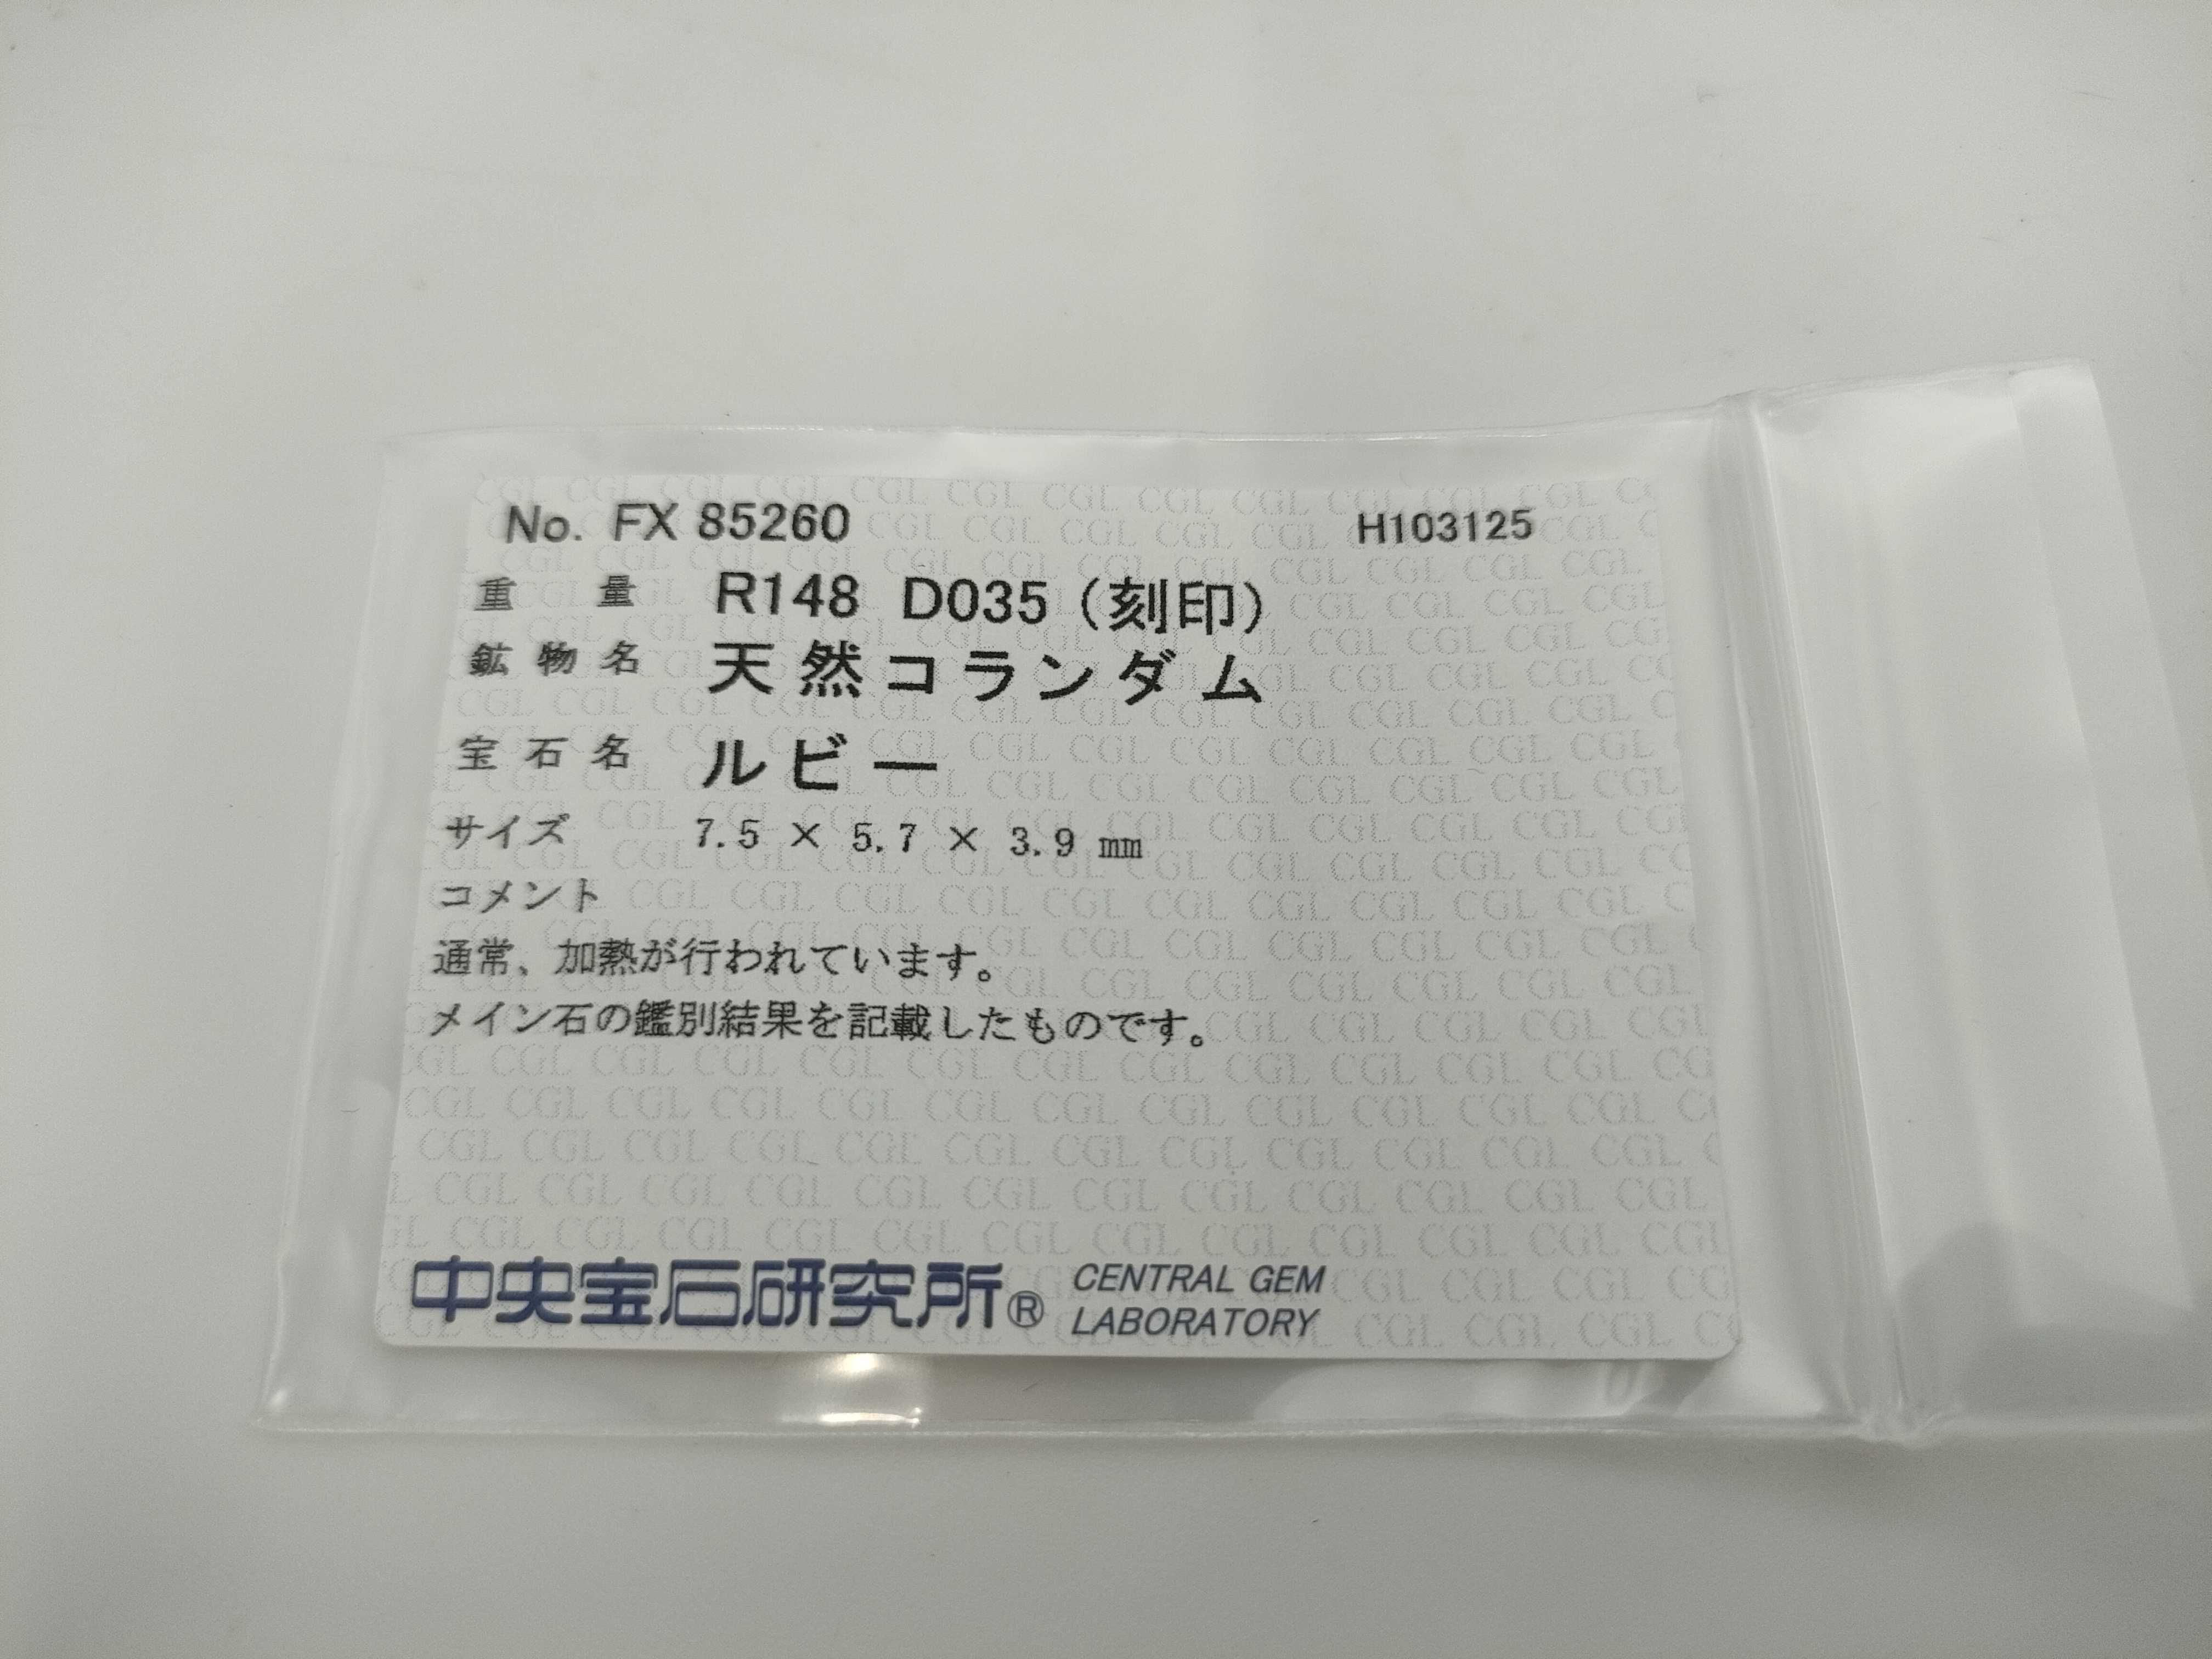 No. FX 85260 H103125
重量 R148 D035（刻印）
鉱物名 天然コランダム
宝石名 ルビー
サイズ 7.5 × 5.7 × 3.9 mm
コメント
通常、加熱が行われています。
メイン石の鑑別結果を記載したものです。
中央宝石研究所® CENTRAL GEM
LABORATORY